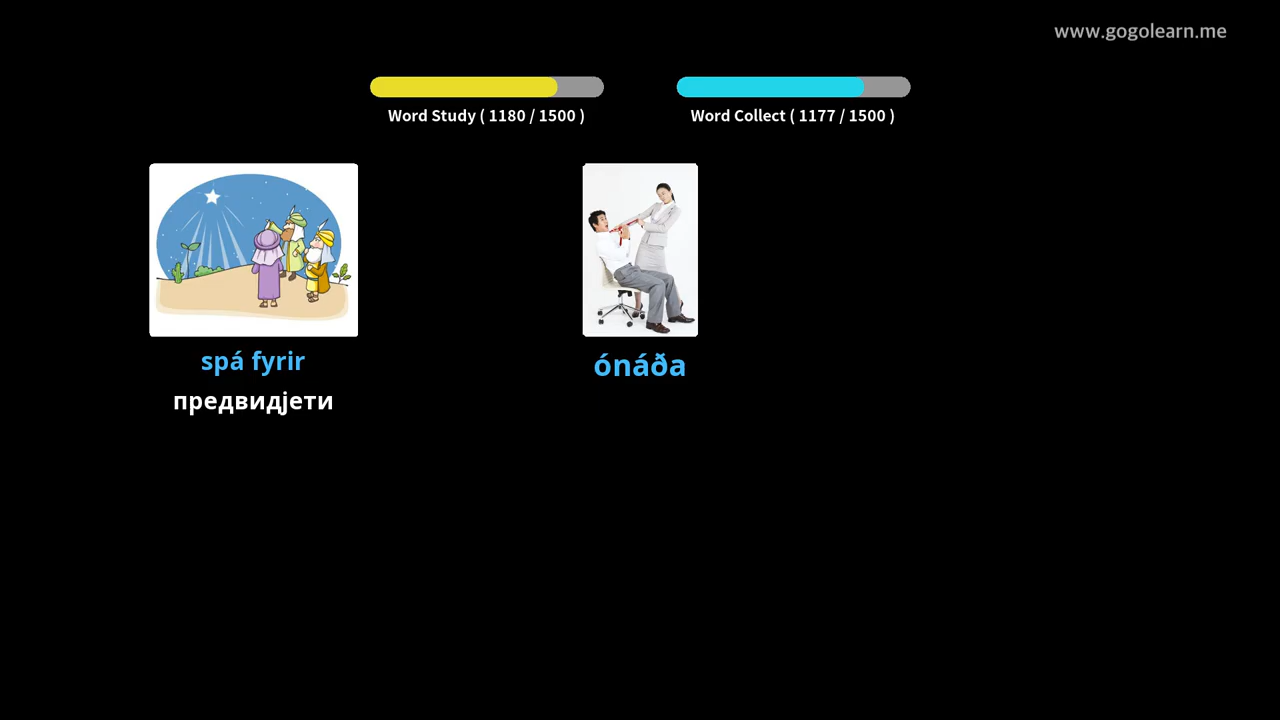 www.gogolearn.me
Word Study ( 1180 / 1500 )
Word Collect ( 1177 / 1500 )
spá fyrir
предвидјети
ónáða